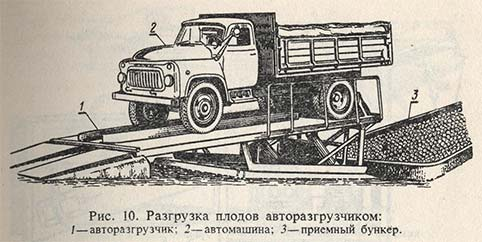 2
1
3
Рис. 10. Разгрузка плодов авторазгрузчиком:
1—авторазгрузчик; 2—автомашина; 3—приемный бункер.